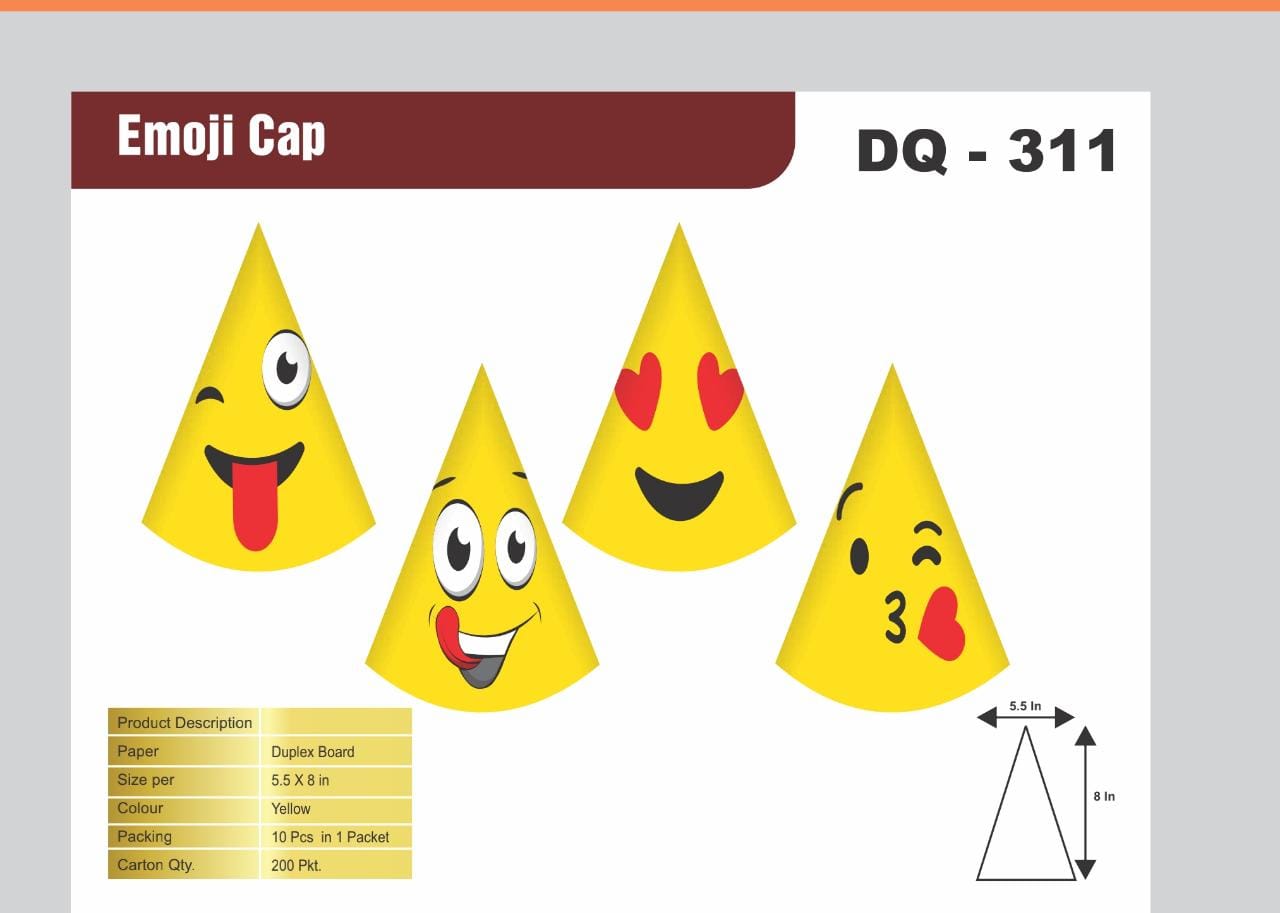 Emoji Cap
DQ - 311
Product Description
Paper Duplex Board
Size per 5.5 X 8 in
Colour Yellow
Packing 10 Pcs in 1 Packet
Carton Qty. 200 Pkt.
5.5 In
8 In